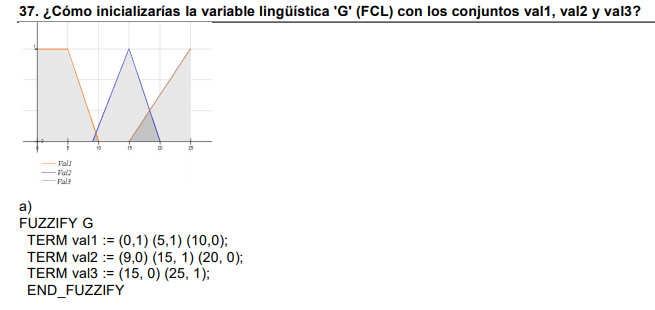 37. ¿Cómo inicializarías la variable lingüística 'G' (FCL) con los conjuntos val1, val2 y val3?
1
0 5 10 15 20 25
0
Val1
Val2
Val3
a)
FUZZIFY G
TERM val1 := (0,1) (5,1) (10,0);
TERM val2 := (9,0) (15, 1) (20, 0);
TERM val3 := (15, 0) (25, 1);
END_FUZZIFY